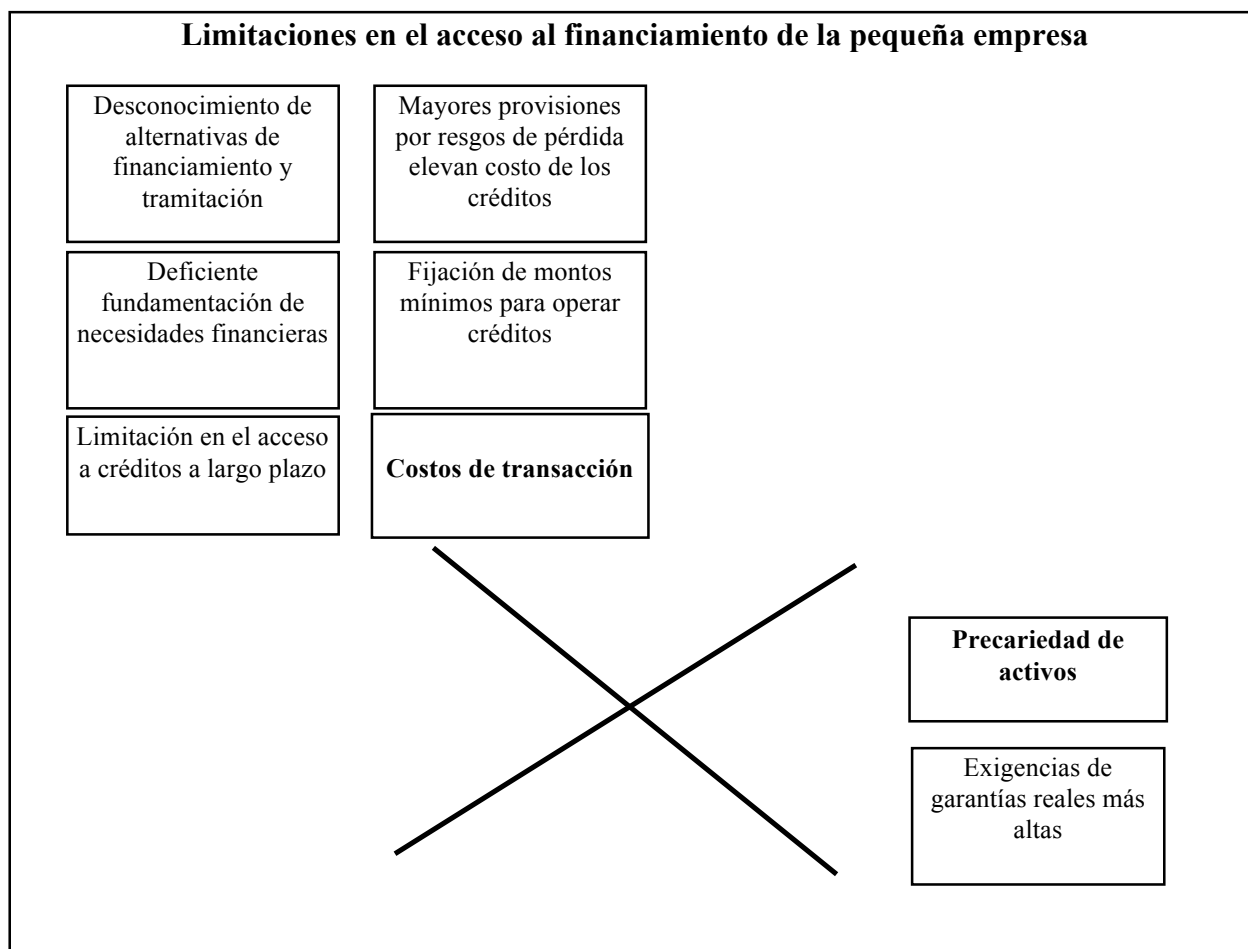 Limitaciones en el acceso al financiamiento de la pequeña empresa
Desconocimiento de
alternativas de
financiamiento y
tramitación
Mayores provisiones
por resgos de pérdida
elevan costo de los
créditos
Deficiente
fundamentación de
necesidades financieras
Fijación de montos
mínimos para operar
créditos
Limitación en el acceso
a créditos a largo plazo
Costos de transacción
Precariedad de
activos
Exigencias de
garantías reales más
altas